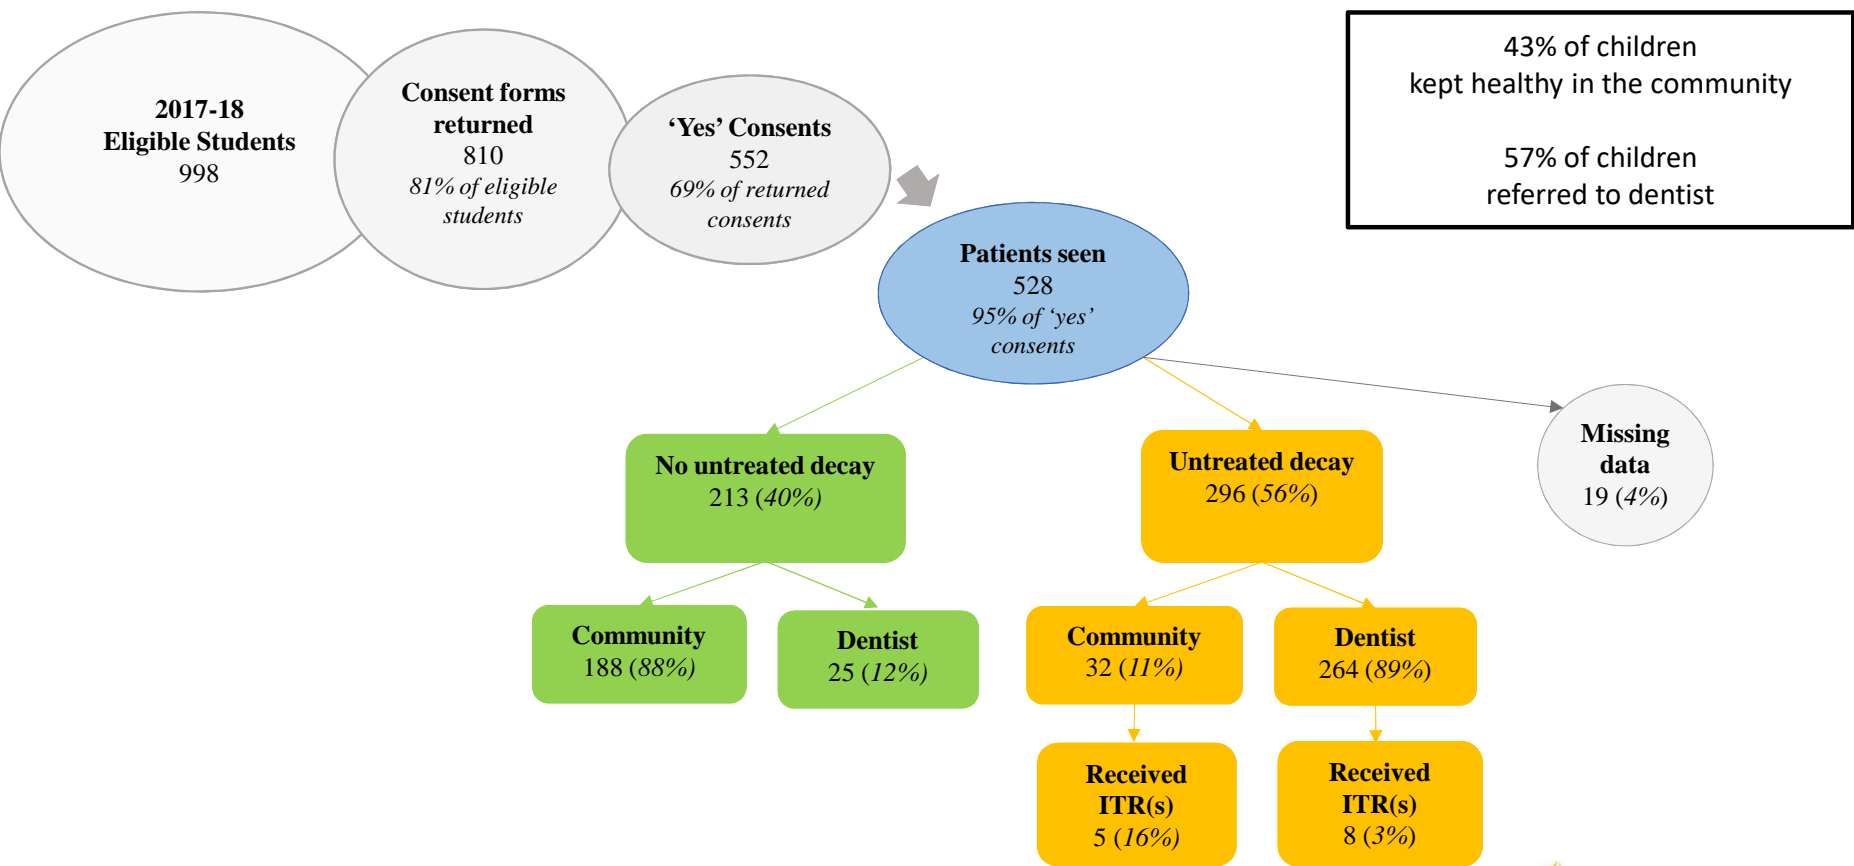 2017-18
Eligible Students
998
Consent forms
returned
810
81% of eligible
students
‘Yes’ Consents
552
69% of returned
consents
43% of children
kept healthy in the community
57% of children
referred to dentist
Patients seen
528
95% of ‘yes’
consents
No untreated decay
213 (40%)
Untreated decay
296 (56%)
Missing
data
19 (4%)
Community
188 (88%)
Dentist
25 (12%)
Community
32 (11%)
Dentist
264 (89%)
Received
ITR(s)
5 (16%)
Received
ITR(s)
8 (3%)